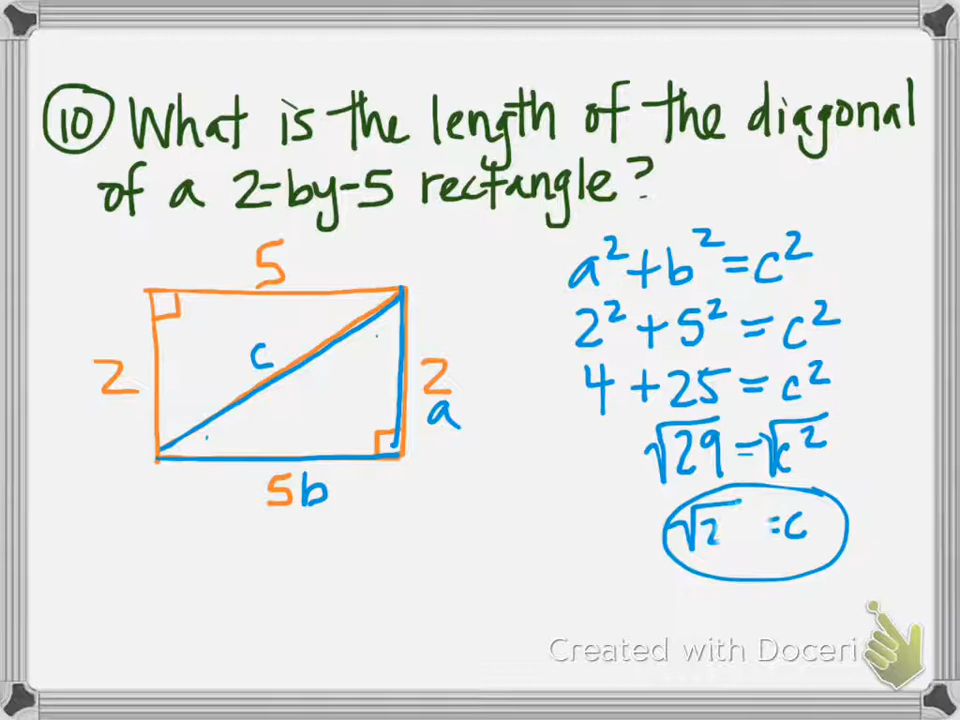 10 What is the length of the diagonal
of a 2-by-5 rectangle?
5
2
c
2
a
5b
a²+b²=c²
2²+5²=c²
4+25=c²
√29=√c²
√2 =c
Created with Doceri